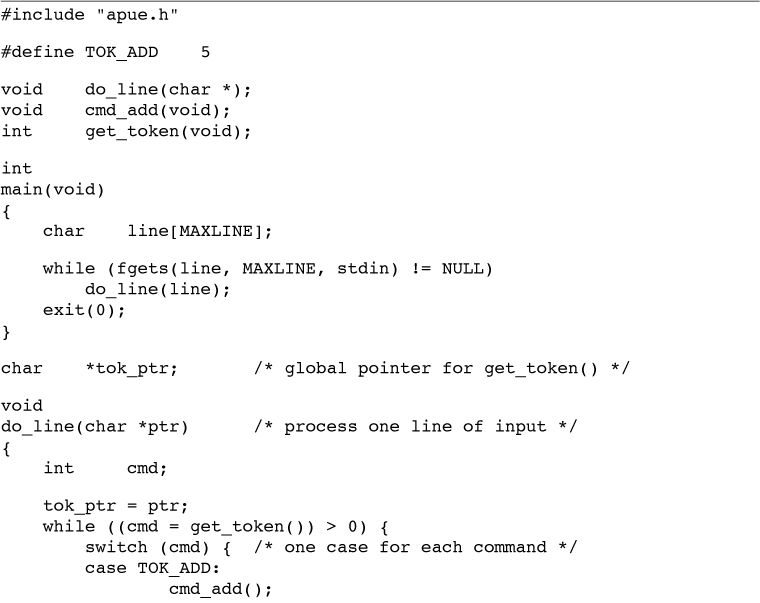 #include "apue.h"
#define TOK_ADD    5
void    do_line(char *);
void    cmd_add(void);
int     get_token(void);
int
main(void)
{
    char    line[MAXLINE];
    while (fgets(line, MAXLINE, stdin) != NULL)
        do_line(line);
    exit(0);
}
char    *tok_ptr;       /* global pointer for get_token() */
void
do_line(char *ptr)      /* process one line of input */
{
    int     cmd;
    tok_ptr = ptr;
    while ((cmd = get_token()) > 0) {
        switch (cmd) {  /* one case for each command */
        case TOK_ADD:
                cmd_add();